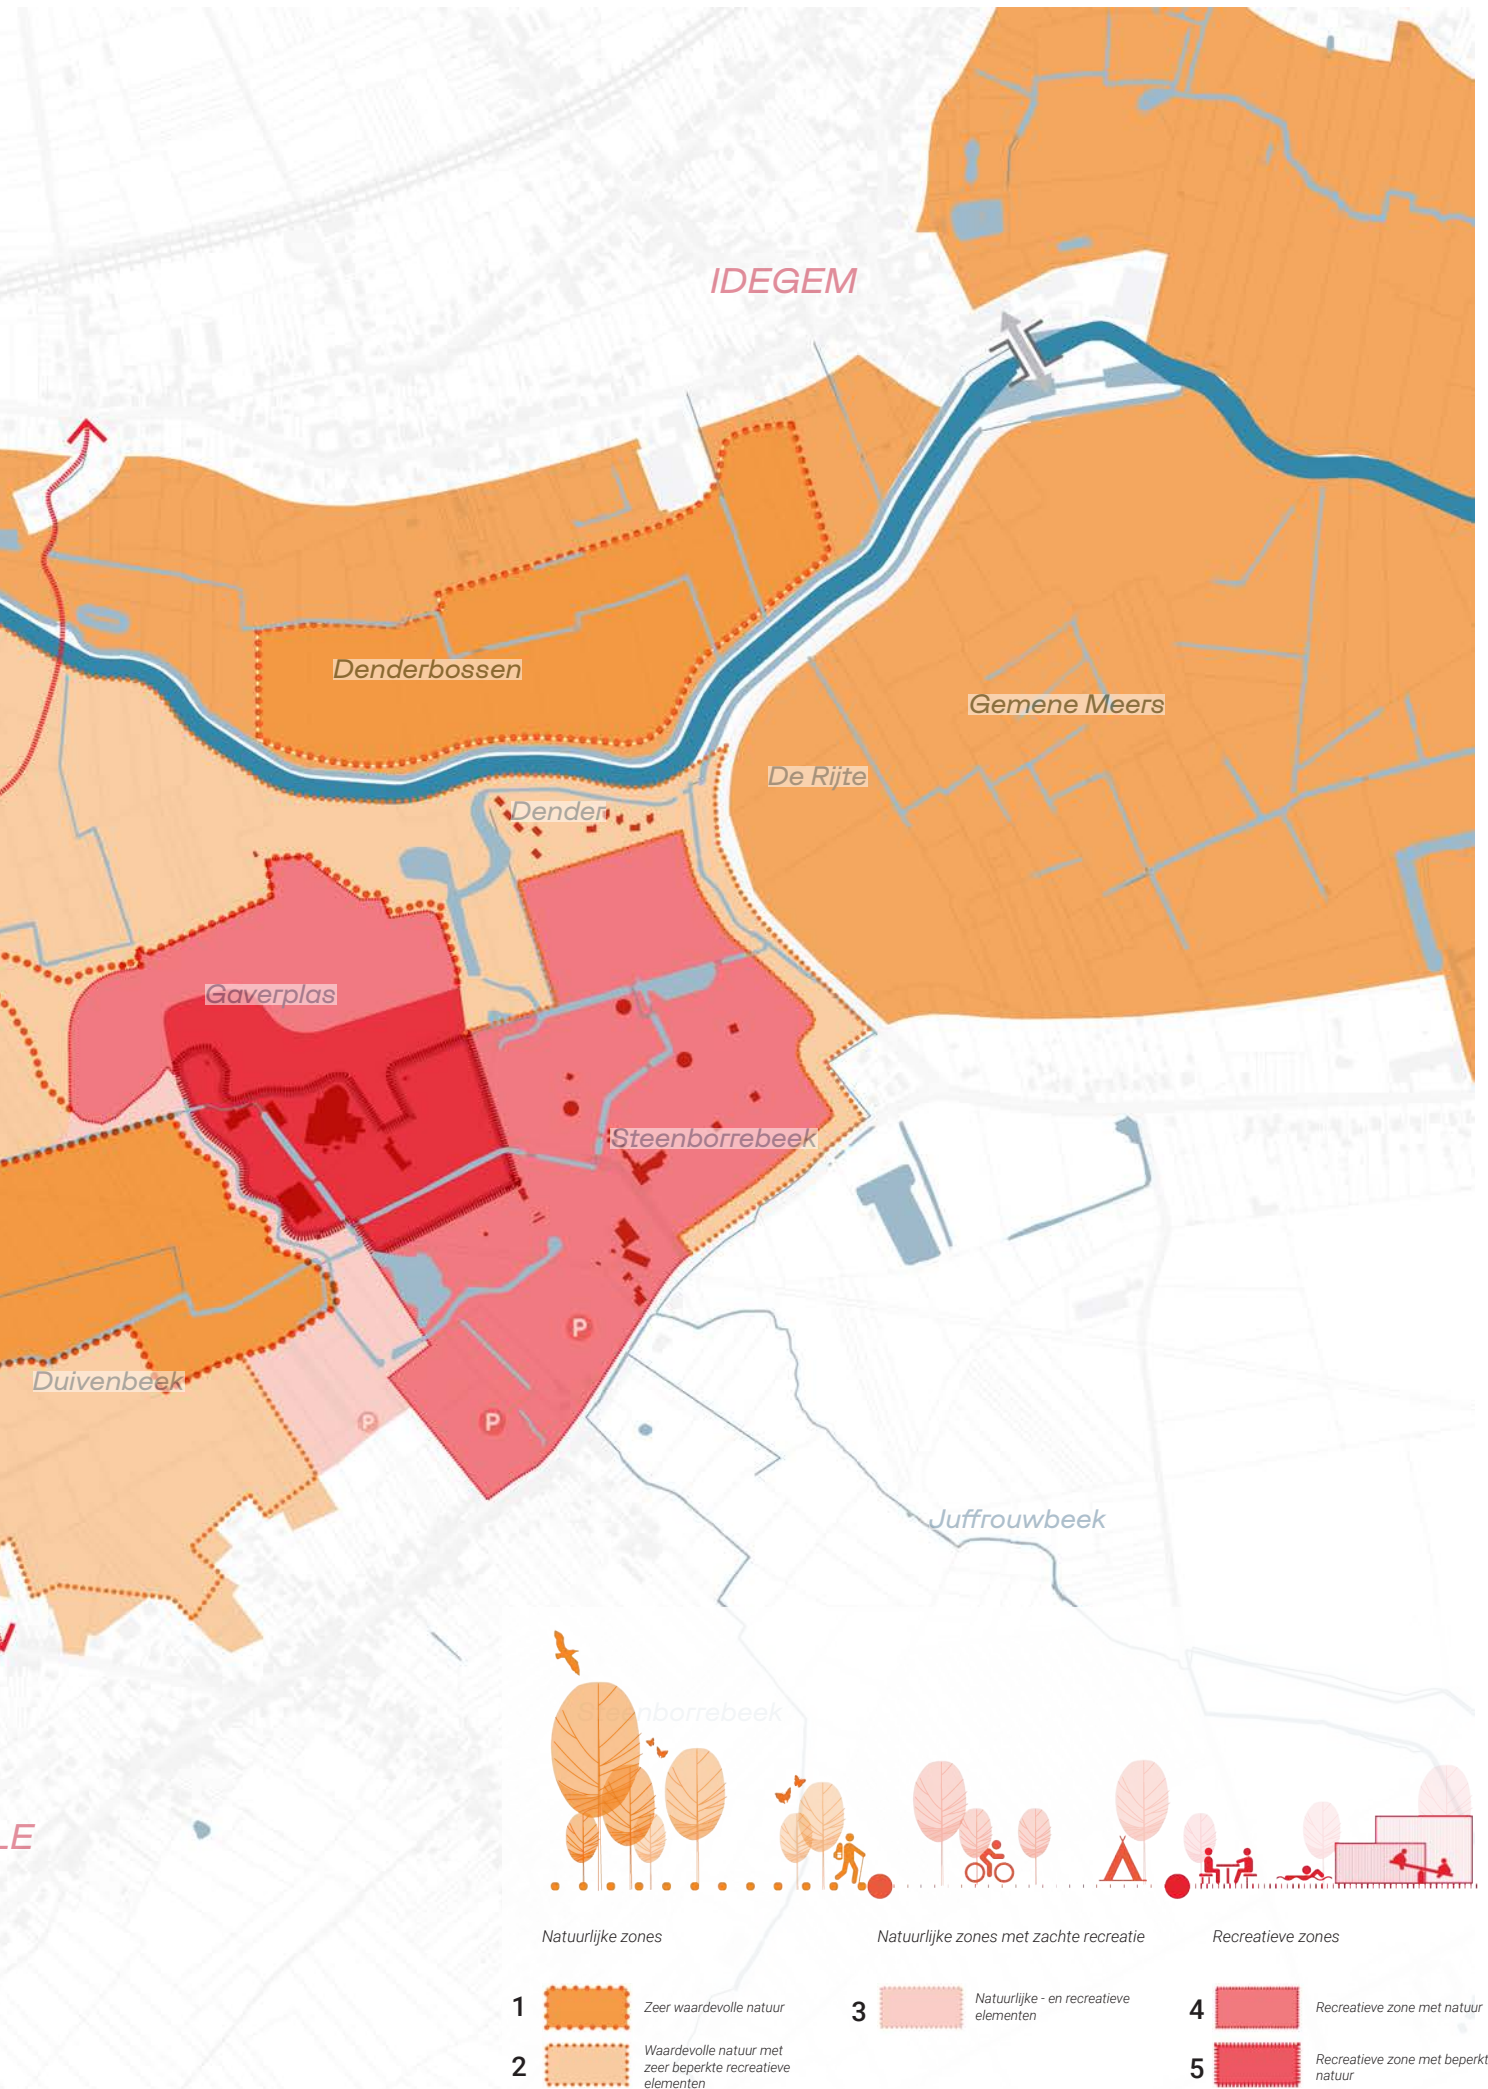 IDEGEM
Denderbossen
Gemene Meers
De Rijte
Dender
Gaverplas
Steenborrebeek
P
Duivenbeek
P
P
Juffrouwbeek
Steenborrebeek
LE
Natuurlijke zones
Natuurlijke zones met zachte recreatie
Recreatieve zones
1
Zeer waardevolle natuur
3
Natuurlijke - en recreatieve
elementen
4
Recreatieve zone met natuur
2
Waardevolle natuur met
zeer beperkte recreatieve
elementen
5
Recreatieve zone met beperkt
natuur